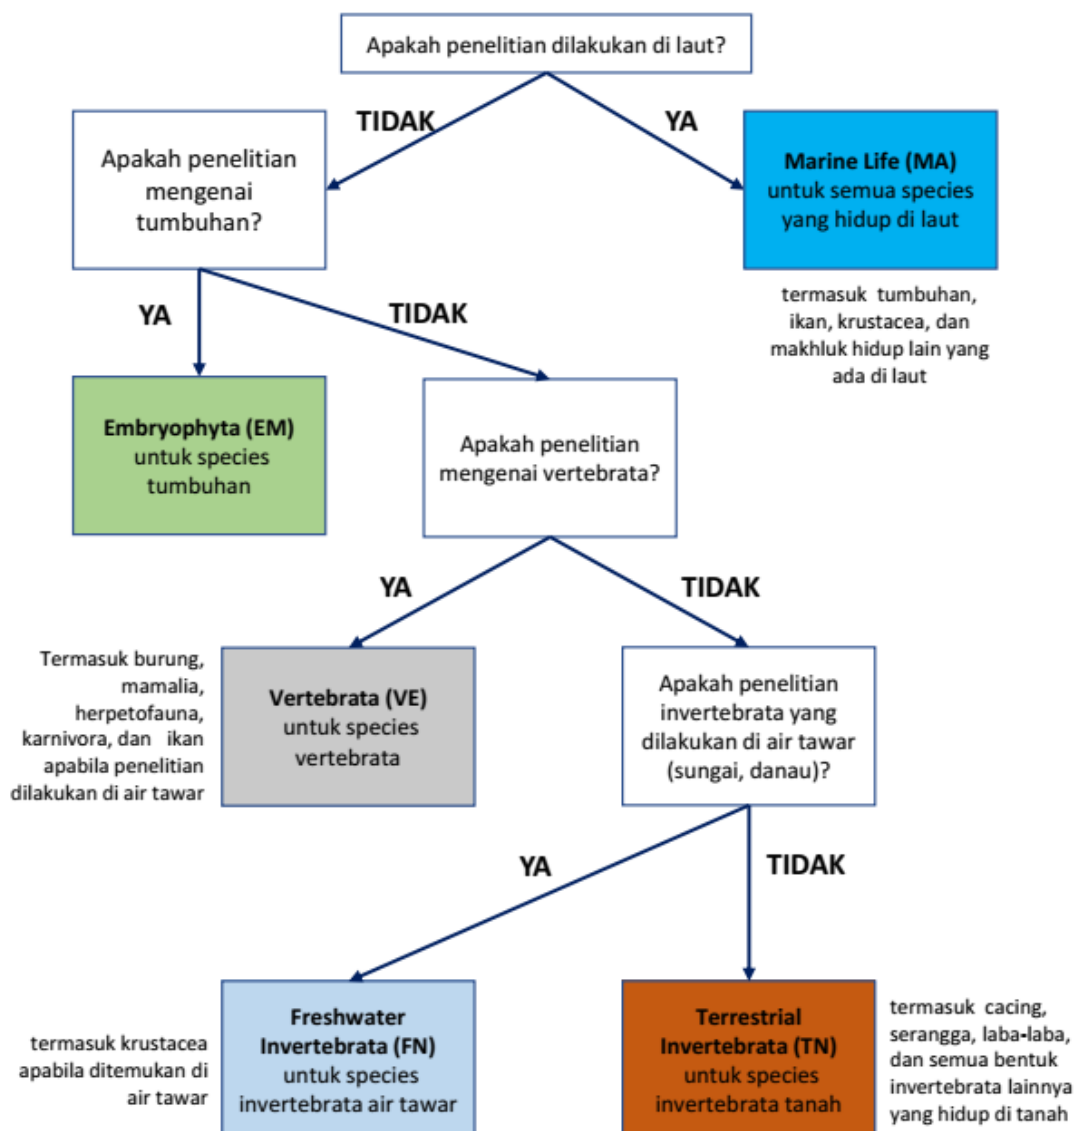 Apakah penelitian dilakukan di laut?
TIDAK
YA
Apakah penelitian
mengenai
tumbuhan?
Marine Life (MA)
untuk semua species
yang hidup di laut
termasuk tumbuhan,
ikan, krustacea, dan
makhluk hidup lain yang
ada di laut
YA
TIDAK
Embryophyta (EM)
untuk species
tumbuhan
Apakah penelitian
mengenai vertebrata?
YA
TIDAK
Termasuk burung,
mamalia,
herpetofauna,
karnivora, dan ikan
apabila penelitian
dilakukan di air tawar
Vertebrata (VE)
untuk species
vertebrata
Apakah penelitian
invertebrata yang
dilakukan di air tawar
(sungai, danau)?
YA
TIDAK
termasuk krustacea
apabila ditemukan di
air tawar
Freshwater
Invertebrata (FN)
untuk species
invertebrata air tawar
Terrestrial
Invertebrata (TN)
untuk species
invertebrata tanah
termasuk cacing,
serangga, laba-laba,
dan semua bentuk
invertebrata lainnya
yang hidup di tanah